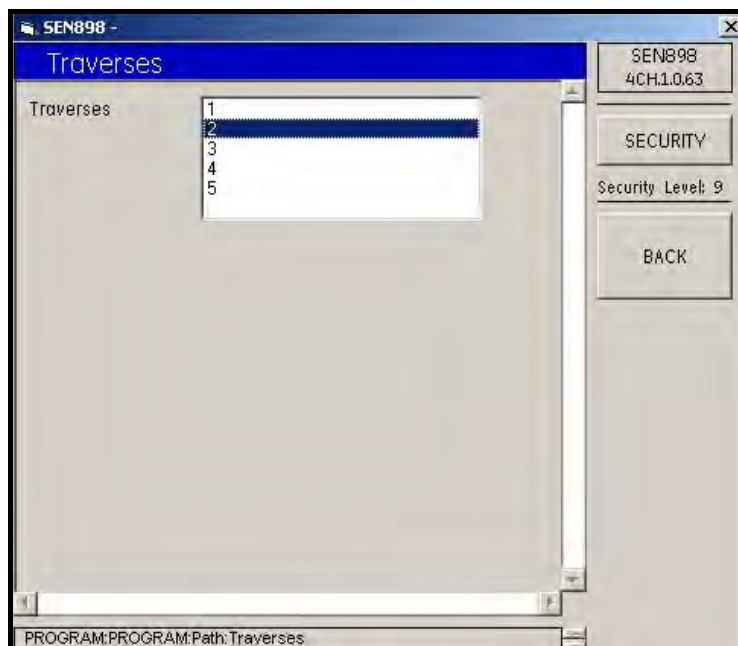 SEN898 -
Traverses
SEN898
4CH.1.0.63
Traverses
1
2
3
4
5
SECURITY
Security Level: 9
BACK
PROGRAM:PROGRAM:Path:Traverses